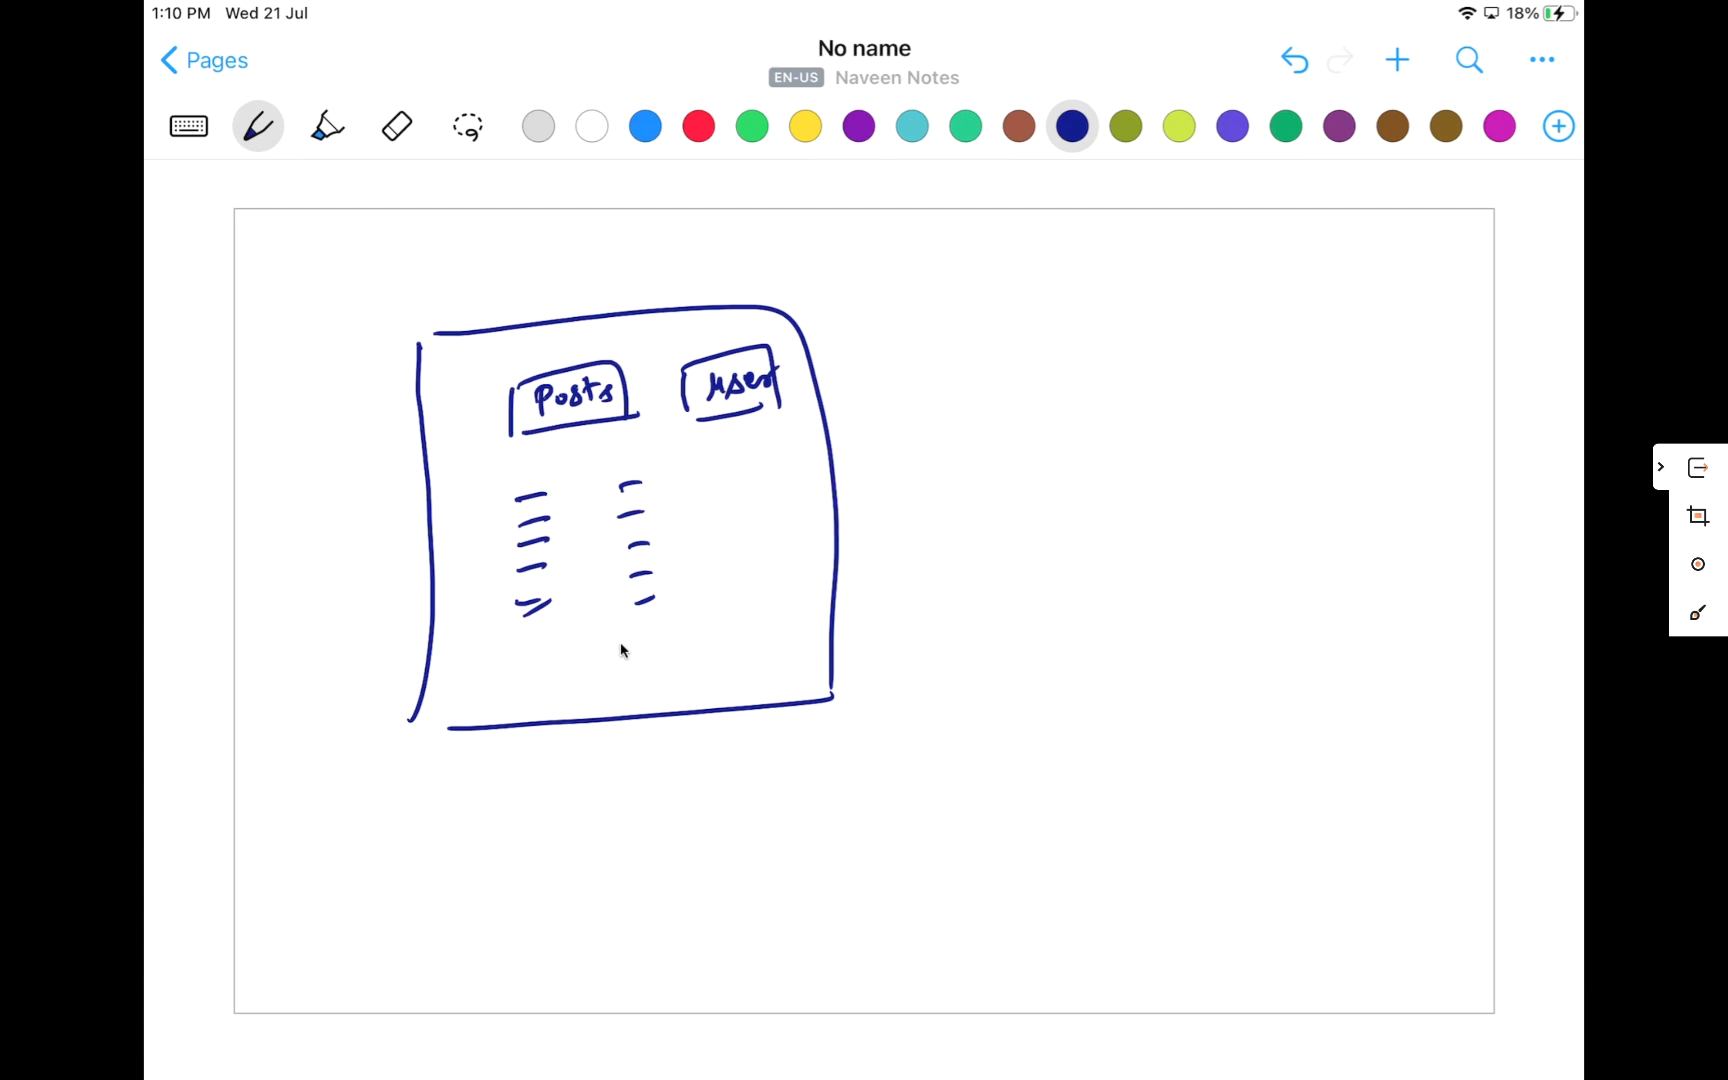 1:10 PM Wed 21 Jul
18%
Pages
No name
EN-US Naveen Notes
Posts
user